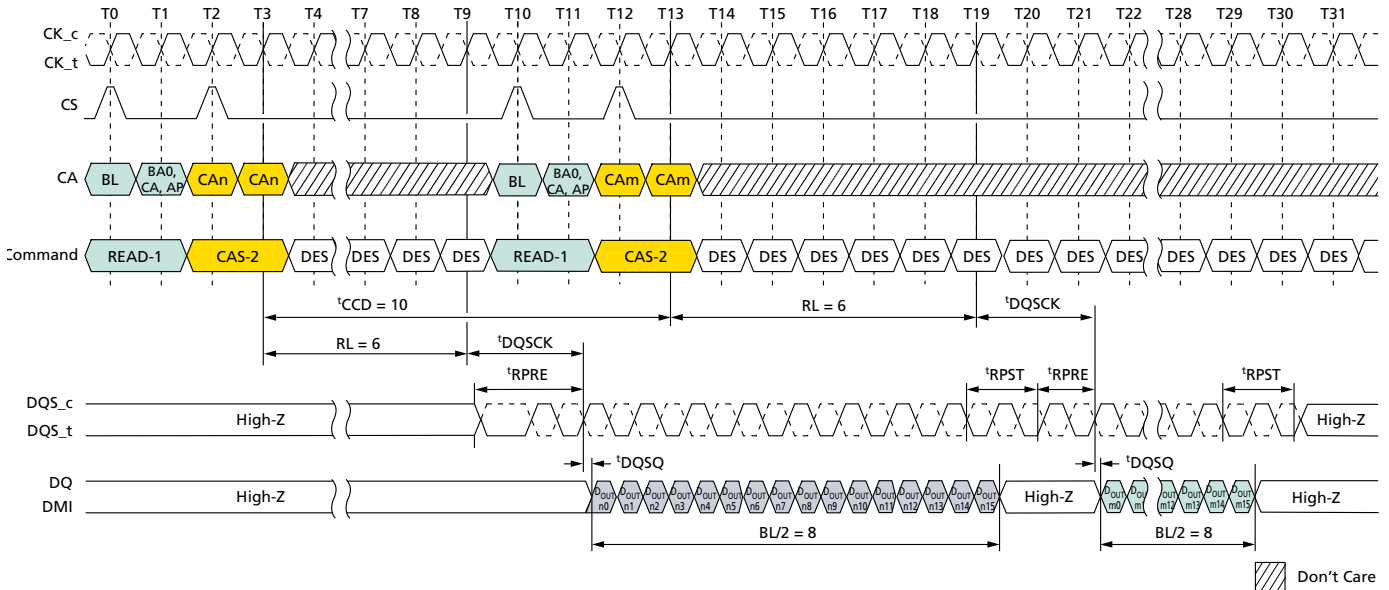 T0 T1 T2 T3 T4 T7 T8 T9 T10 T11 T12 T13 T14 T15 T16 T17 T18 T19 T20 T21 T22 T28 T29 T30 T31
CK_c
CK_t
CS
CA BL BA0, CA, AP CAn CAn BL BA0, CA, AP CAm CAm
Command READ-1 CAS-2 DES DES DES DES READ-1 CAS-2 DES DES DES DES DES DES DES DES DES DES DES DES DES
tCCD = 10 RL = 6 tDQSCK
RL = 6 tDQSCK
tRPRE tRPST tRPRE tRPST
DQS_c
DQS_t
High-Z High-Z
tDQSQ tDQSQ
DQ
DMI
High-Z DOUT n0 DOUT n1 DOUT n2 DOUT n3 DOUT n4 DOUT n5 DOUT n6 DOUT n7 DOUT n8 DOUT n9 DOUT n10 DOUT n11 DOUT n12 DOUT n13 DOUT n14 DOUT n15 High-Z DOUT m0 DOUT m1 DOUT m12 DOUT m13 DOUT m14 DOUT m15 High-Z
BL/2 = 8 BL/2 = 8
Don't Care